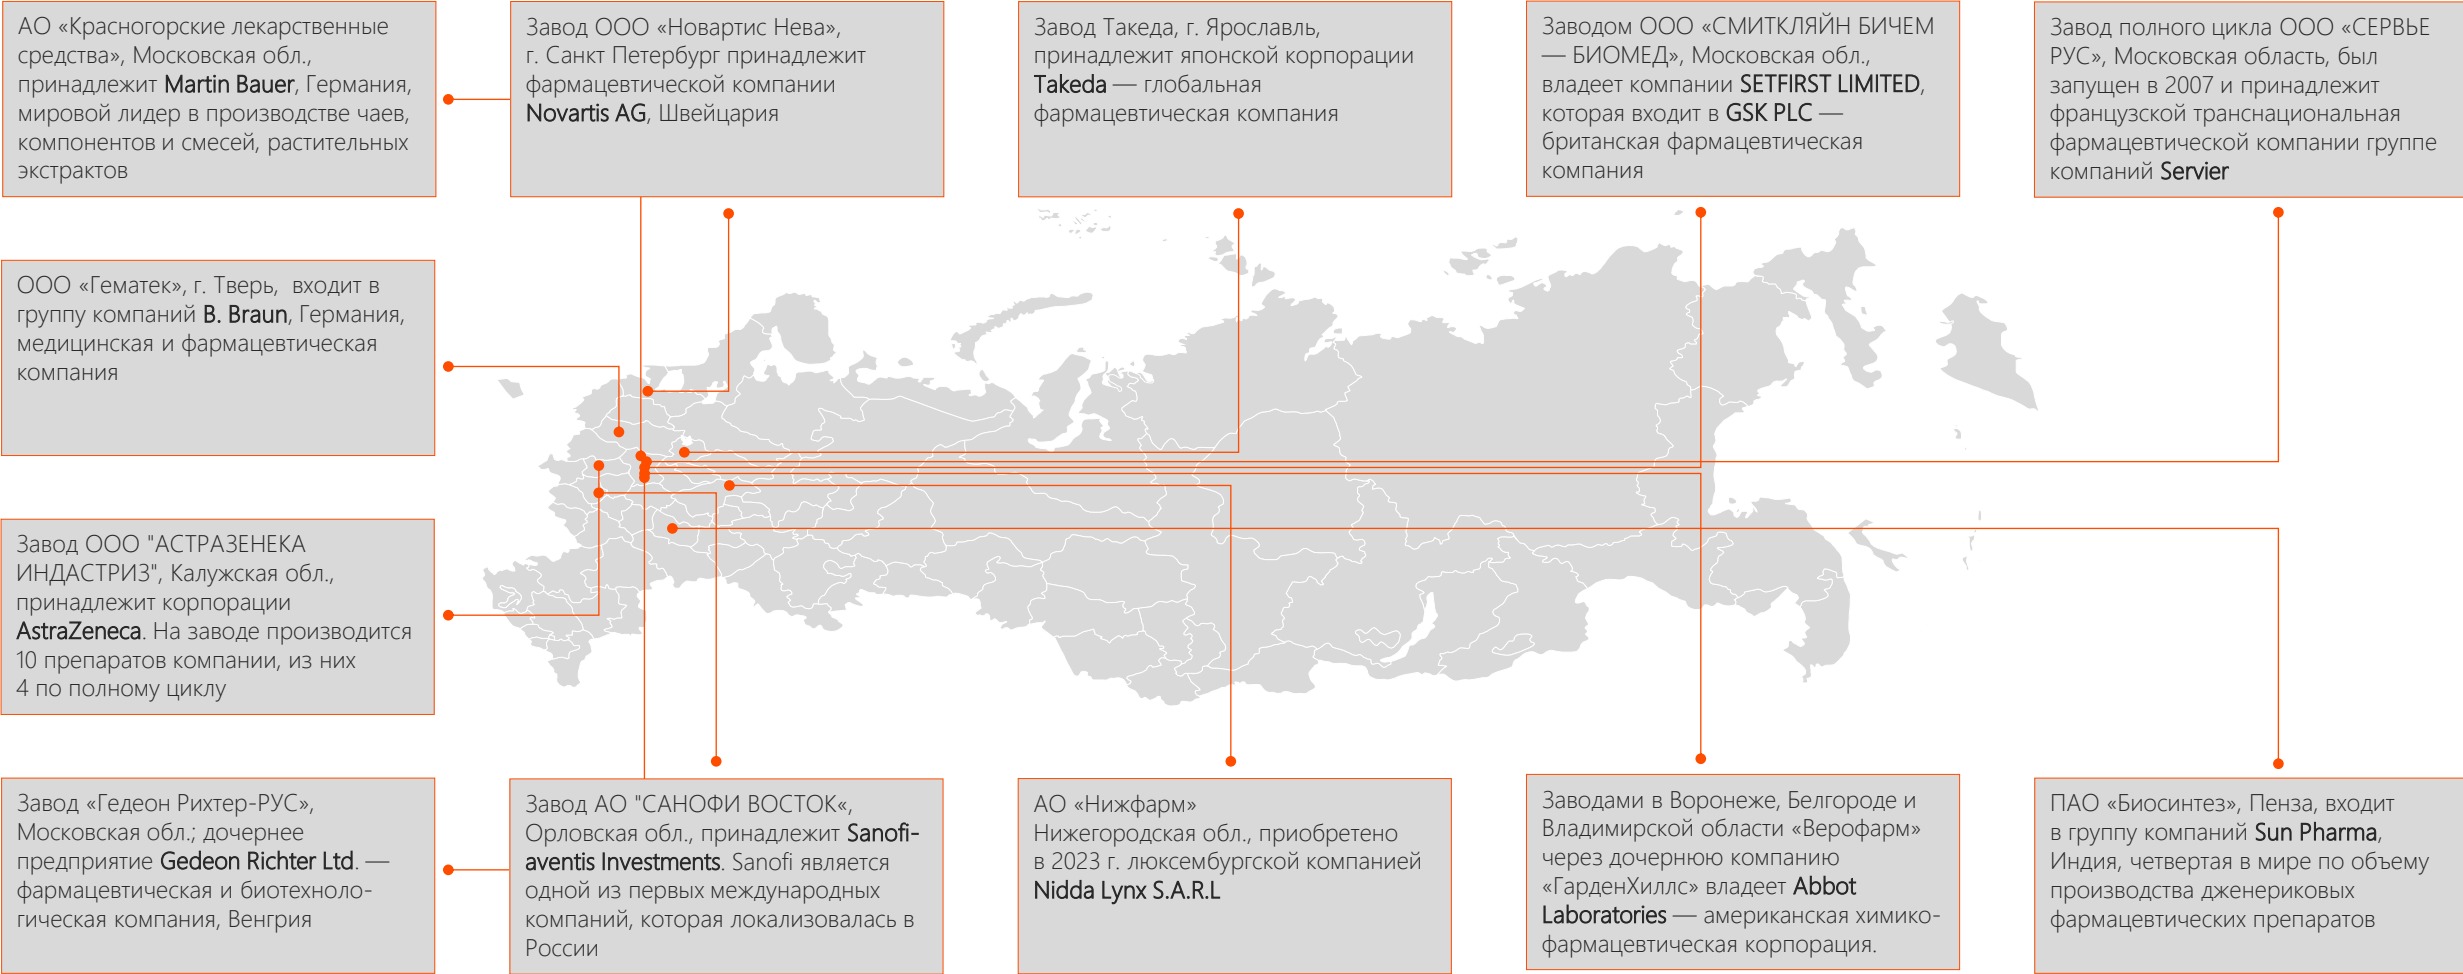 АО «Красногорские лекарственные
средства», Московская обл.,
принадлежит Martin Bauer, Германия,
мировой лидер в производстве чаев,
компонентов и смесей, растительных
экстрактов
Завод ООО «Новартис Нева»,
г. Санкт Петербург принадлежит
фармацевтической компании
Novartis AG, Швейцария
Завод Такеда, г. Ярославль,
принадлежит японской корпорации
Takeda — глобальная
фармацевтическая компания
Заводом ООО «СМИТКЛЯЙН БИЧЕМ
— БИОМЕД», Московская обл.,
владеет компании SETFIRST LIMITED,
которая входит в GSK PLC —
британская фармацевтическая
компания
Завод полного цикла ООО «СЕРВЬЕ
РУС», Московская область, был
запущен в 2007 и принадлежит
французской транснациональная
фармацевтической компании группе
компаний Servier
ООО «Гематек», г. Тверь, входит в
группу компаний B. Braun, Германия,
медицинская и фармацевтическая
компания
Завод ООО "АСТРАЗЕНЕКА
ИНДАСТРИЗ", Калужская обл.,
принадлежит корпорации
AstraZeneca. На заводе производится
10 препаратов компании, из них
4 по полному циклу
Завод «Гедеон Рихтер-РУС»,
Московская обл.; дочернее
предприятие Gedeon Richter Ltd. —
фармацевтическая и биотехноло-
гическая компания, Венгрия
Завод АО "САНОФИ ВОСТОК«,
Орловская обл., принадлежит Sanofi-
aventis Investments. Sanofi является
одной из первых международных
компаний, которая локализовалась в
России
АО «Нижфарм»
Нижегородская обл., приобретено
в 2023 г. люксембургской компанией
Nidda Lynx S.A.R.L
Заводами в Воронеже, Белгороде и
Владимирской области «Верофарм»
через дочернюю компанию
«ГарденХиллс» владеет Abbot
Laboratories — американская химико-
фармацевтическая корпорация.
ПАО «Биосинтез», Пенза, входит
в группу компаний Sun Pharma,
Индия, четвертая в мире по объему
производства дженериковых
фармацевтических препаратов